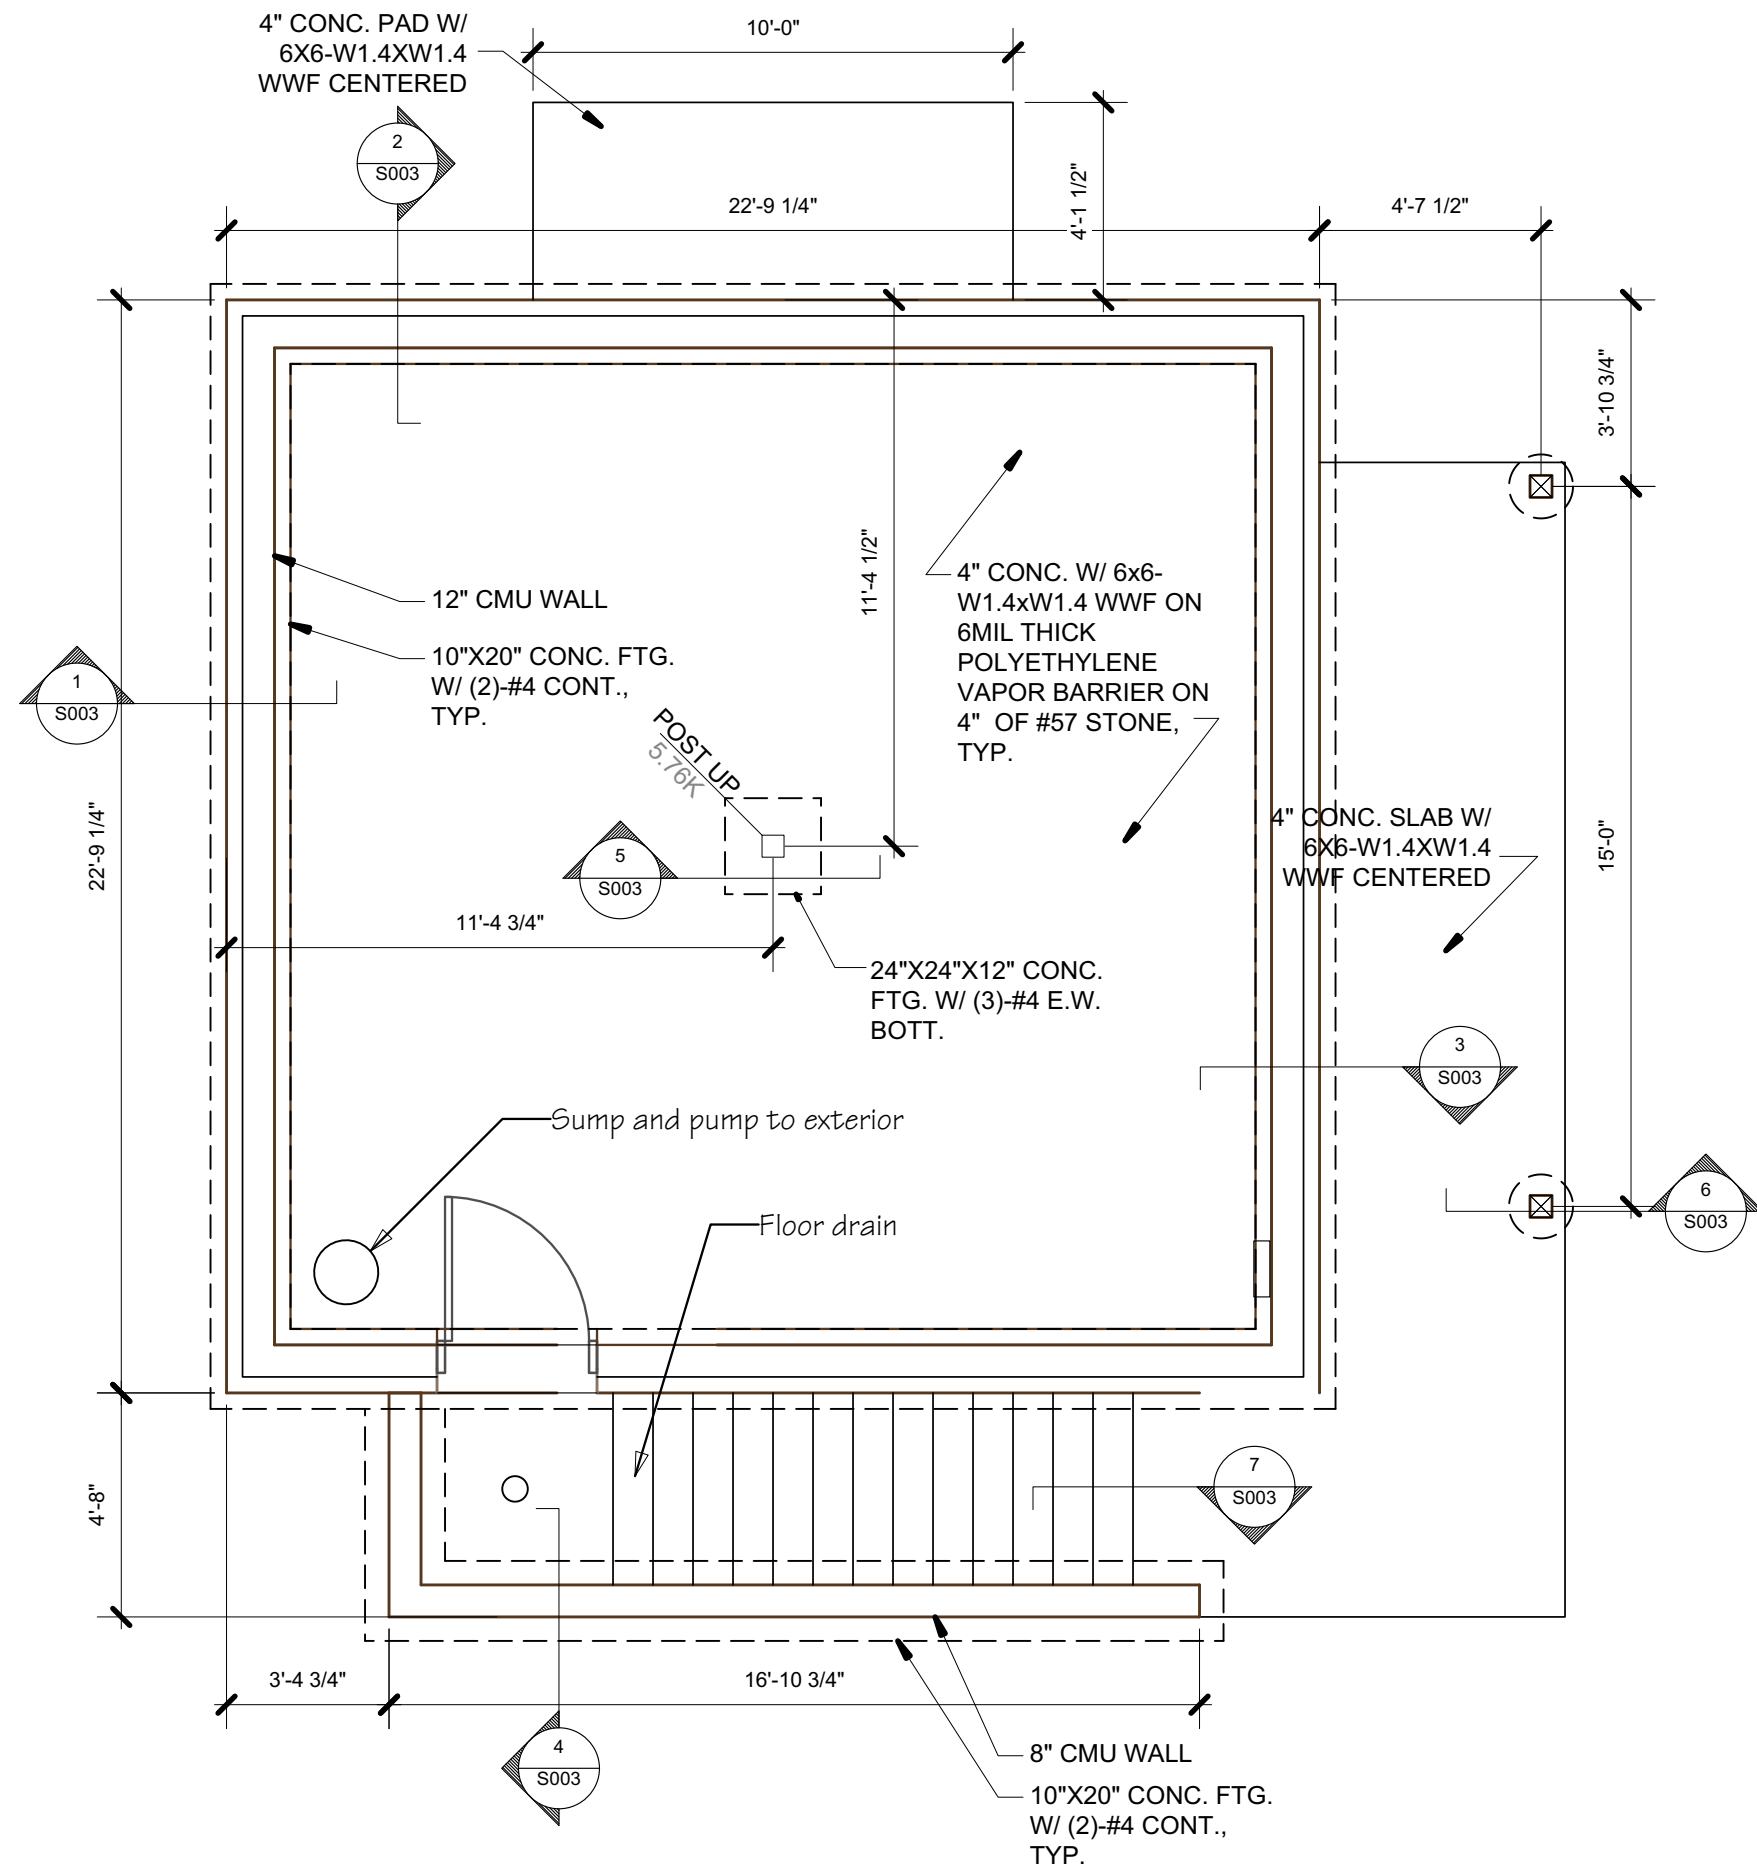 4" CONC. PAD W/
6X6-W1.4XW1.4
WWF CENTERED
10'-0"
2
S003
4'-1 1/2"
22'-9 1/4"
4'-7 1/2"
3'-10 3/4"
11'-4 1/2"
12" CMU WALL
10"X20" CONC. FTG.
W/ (2)-#4 CONT.,
TYP.
4" CONC. W/ 6x6-
W1.4xW1.4 WWF ON
6MIL THICK
POLYETHYLENE
VAPOR BARRIER ON
4"  OF #57 STONE,
TYP.
1
S003
POST UP
5.76K
22'-9 1/4"
5
S003
4" CONC. SLAB W/
6X6-W1.4XW1.4
WWF CENTERED
15'-0"
11'-4 3/4"
24"X24"X12" CONC.
FTG. W/ (3)-#4 E.W.
BOTT.
3
S003
Sump and pump to exterior
Floor drain
6
S003
4'-8"
7
S003
3'-4 3/4"
16'-10 3/4"
4
S003
8" CMU WALL
10"X20" CONC. FTG.
W/ (2)-#4 CONT.,
TYP.